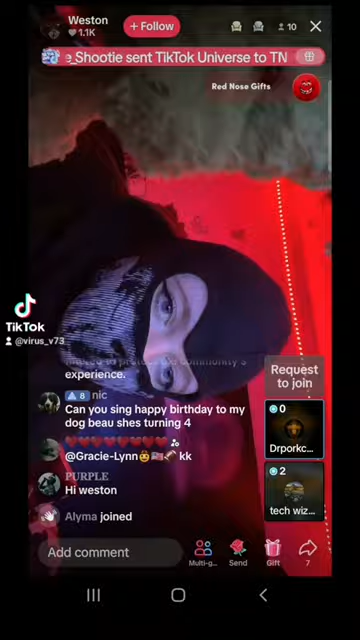 Weston
1.1K
+ Follow
10
e_Shootie sent TikTok Universe to TN
Red Nose Gifts
TikTok
@virus_v73
experience.
8 nic
Can you sing happy birthday to my
dog beau shes turning 4
@Gracie-Lynn kk
PURPLE
Hi weston
Alyma joined
Request
to join
0
Drporkc...
2
tech wiz...
Add comment
Multi-g...
Send
Gift
7